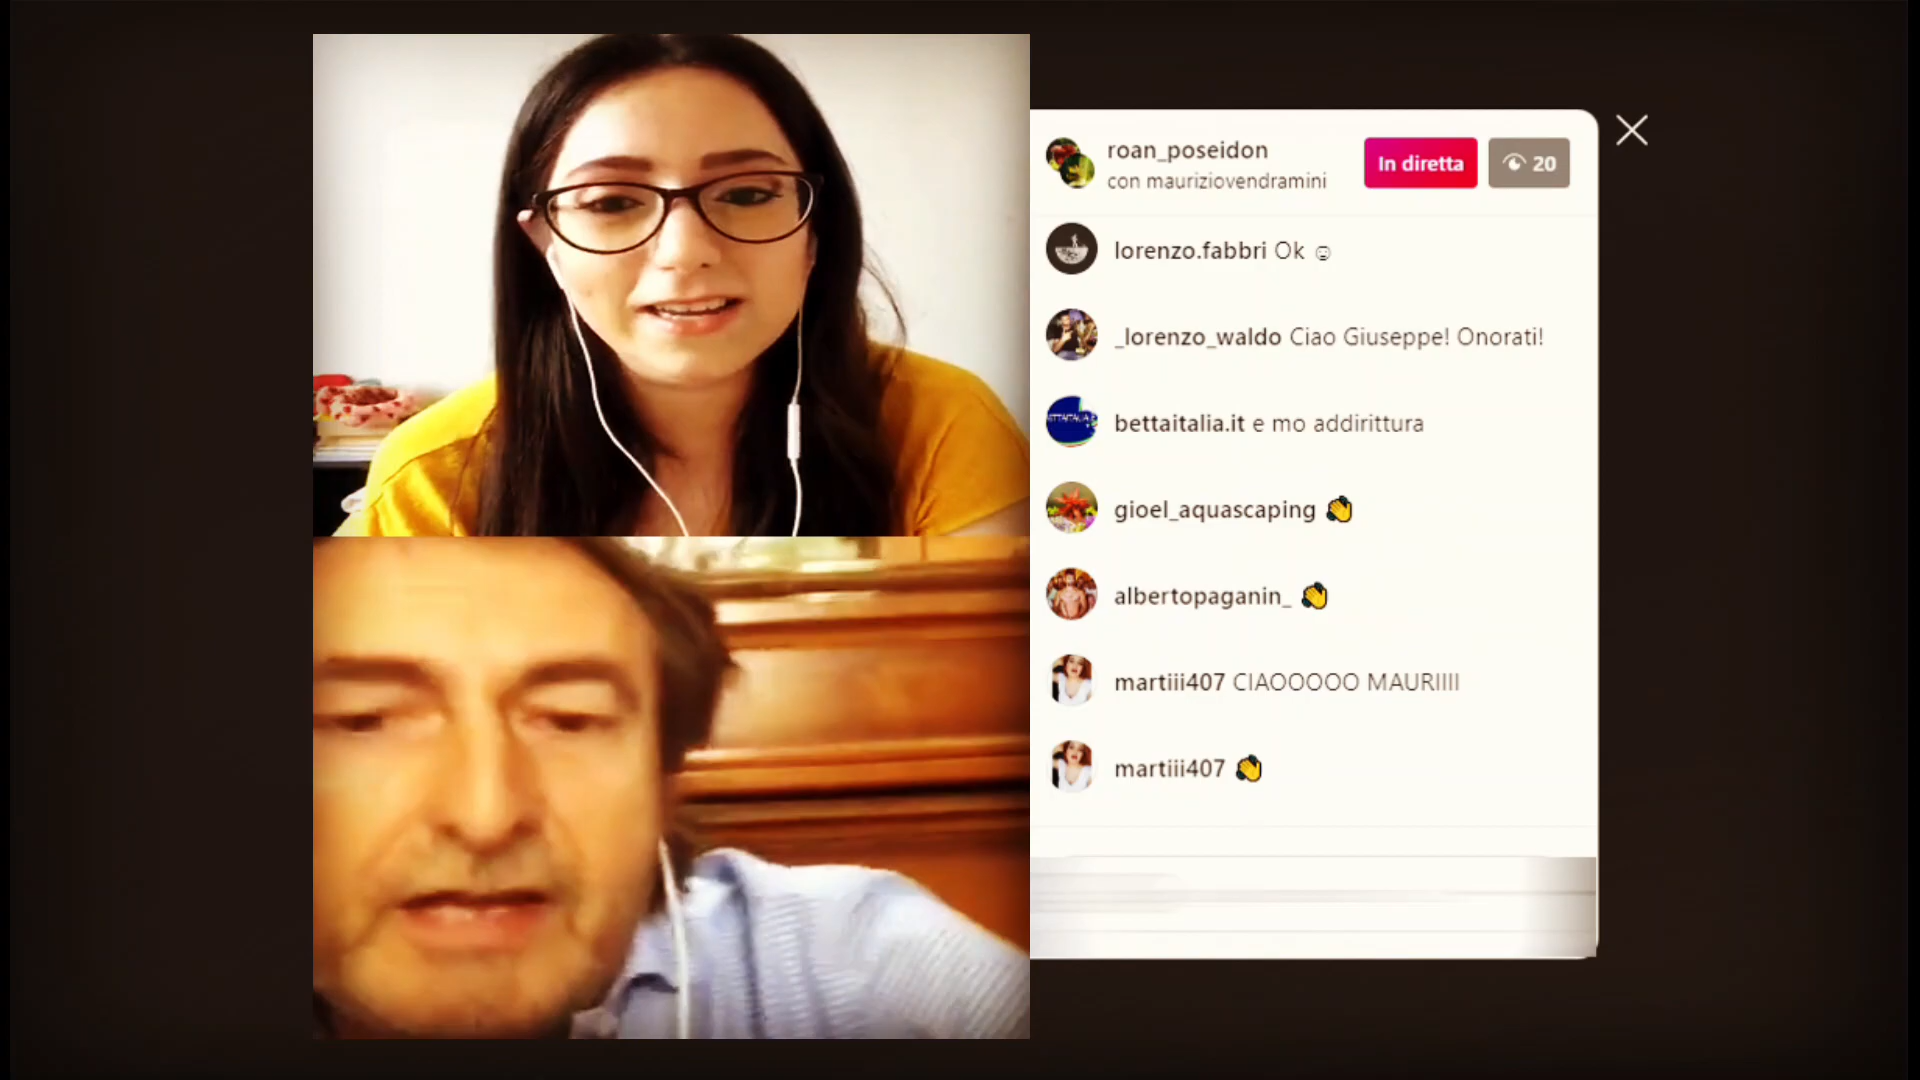 roan_poseidon
con mauriziovendramini
In diretta
20
lorenzo.fabbri Ok ☺
_lorenzo_waldo Ciao Giuseppe! Onorati!
bettaitalia.it e mo addirittura
gioel_aquascaping 👏
albertopaganin_ 👏
martiii407 CIAOOOOO MAURIIII
martiii407 👏